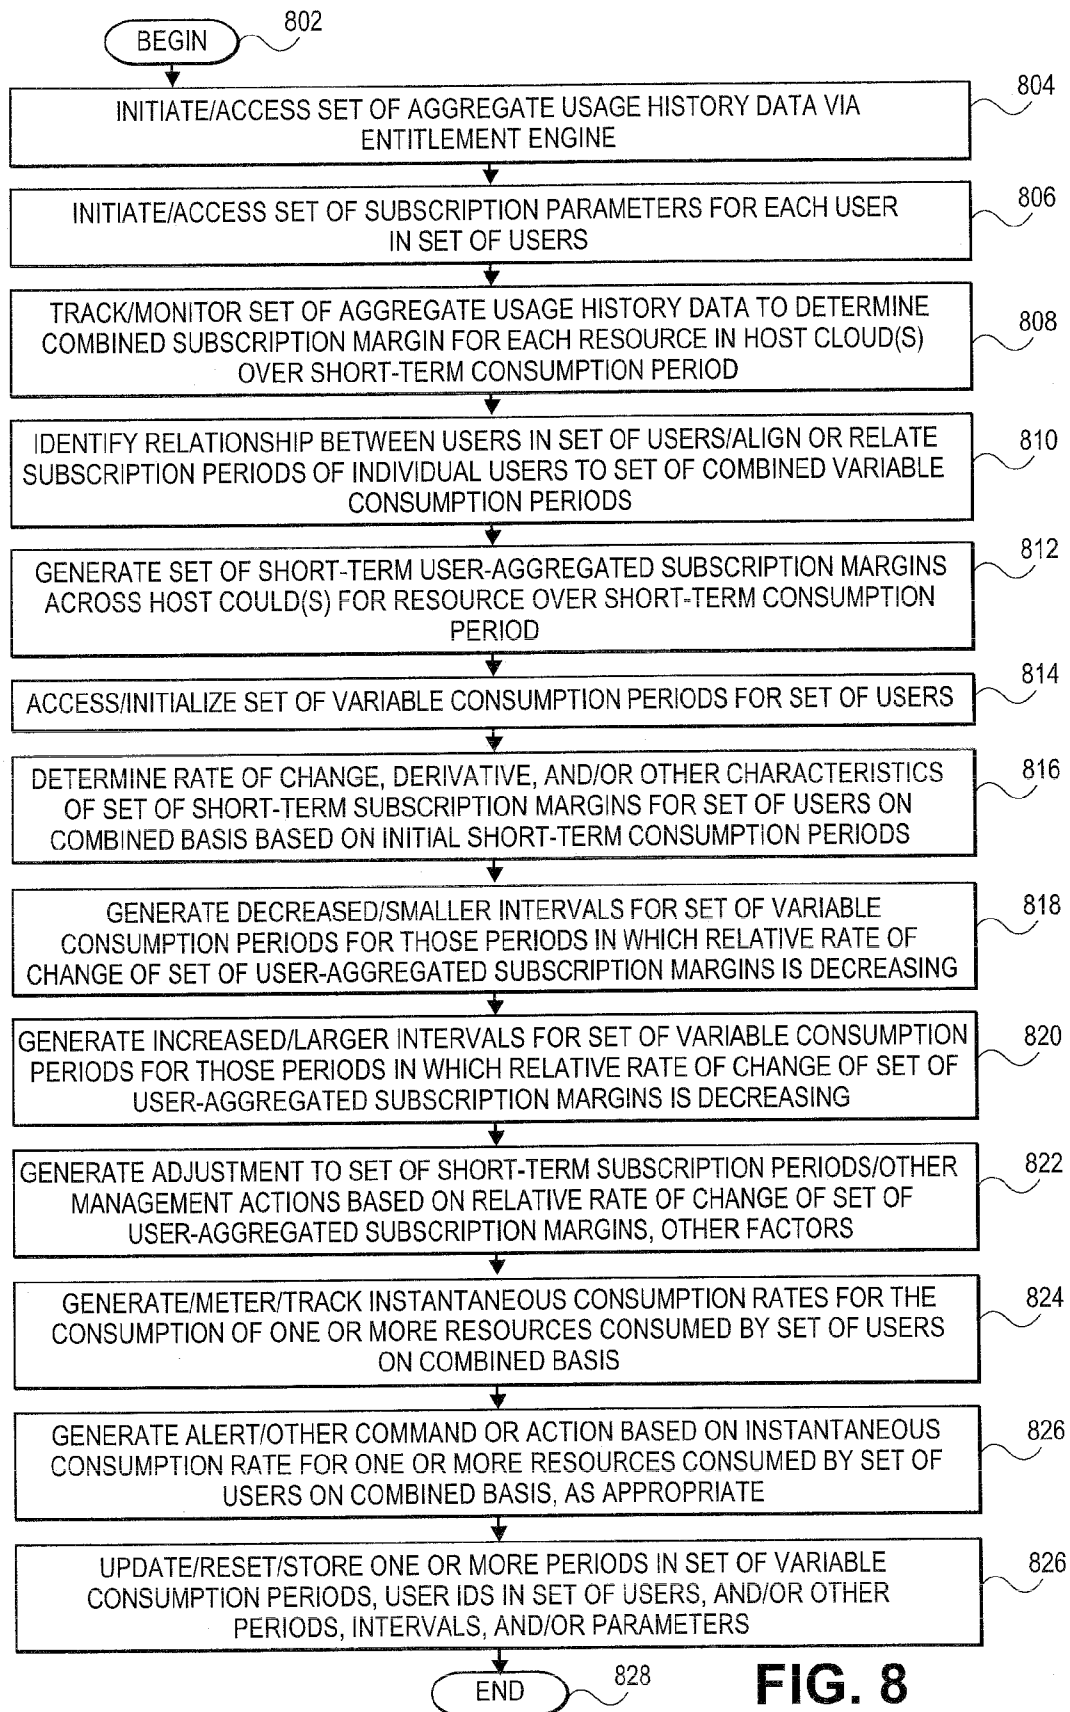 BEGIN
802
INITIATE/ACCESS SET OF AGGREGATE USAGE HISTORY DATA VIA
ENTITLEMENT ENGINE
804
INITIATE/ACCESS SET OF SUBSCRIPTION PARAMETERS FOR EACH USER
IN SET OF USERS
806
TRACK/MONITOR SET OF AGGREGATE USAGE HISTORY DATA TO DETERMINE
COMBINED SUBSCRIPTION MARGIN FOR EACH RESOURCE IN HOST CLOUD(S)
OVER SHORT-TERM CONSUMPTION PERIOD
808
IDENTIFY RELATIONSHIP BETWEEN USERS IN SET OF USERS/ALIGN OR RELATE
SUBSCRIPTION PERIODS OF INDIVIDUAL USERS TO SET OF COMBINED VARIABLE
CONSUMPTION PERIODS
810
GENERATE SET OF SHORT-TERM USER-AGGREGATED SUBSCRIPTION MARGINS
ACROSS HOST COULD(S) FOR RESOURCE OVER SHORT-TERM CONSUMPTION
PERIOD
812
ACCESS/INITIALIZE SET OF VARIABLE CONSUMPTION PERIODS FOR SET OF USERS
814
DETERMINE RATE OF CHANGE, DERIVATIVE, AND/OR OTHER CHARACTERISTICS
OF SET OF SHORT-TERM SUBSCRIPTION MARGINS FOR SET OF USERS ON
COMBINED BASIS BASED ON INITIAL SHORT-TERM CONSUMPTION PERIODS
816
GENERATE DECREASED/SMALLER INTERVALS FOR SET OF VARIABLE
CONSUMPTION PERIODS FOR THOSE PERIODS IN WHICH RELATIVE RATE OF
CHANGE OF SET OF USER-AGGREGATED SUBSCRIPTION MARGINS IS DECREASING
818
GENERATE INCREASED/LARGER INTERVALS FOR SET OF VARIABLE CONSUMPTION
PERIODS FOR THOSE PERIODS IN WHICH RELATIVE RATE OF CHANGE OF SET OF
USER-AGGREGATED SUBSCRIPTION MARGINS IS DECREASING
820
GENERATE ADJUSTMENT TO SET OF SHORT-TERM SUBSCRIPTION PERIODS/OTHER
MANAGEMENT ACTIONS BASED ON RELATIVE RATE OF CHANGE OF SET OF
USER-AGGREGATED SUBSCRIPTION MARGINS, OTHER FACTORS
822
GENERATE/METER/TRACK INSTANTANEOUS CONSUMPTION RATES FOR THE
CONSUMPTION OF ONE OR MORE RESOURCES CONSUMED BY SET OF USERS
ON COMBINED BASIS
824
GENERATE ALERT/OTHER COMMAND OR ACTION BASED ON INSTANTANEOUS
CONSUMPTION RATE FOR ONE OR MORE RESOURCES CONSUMED BY SET OF
USERS ON COMBINED BASIS, AS APPROPRIATE
826
UPDATE/RESET/STORE ONE OR MORE PERIODS IN SET OF VARIABLE
CONSUMPTION PERIODS, USER IDS IN SET OF USERS, AND/OR OTHER
PERIODS, INTERVALS, AND/OR PARAMETERS
826
END
828
FIG. 8